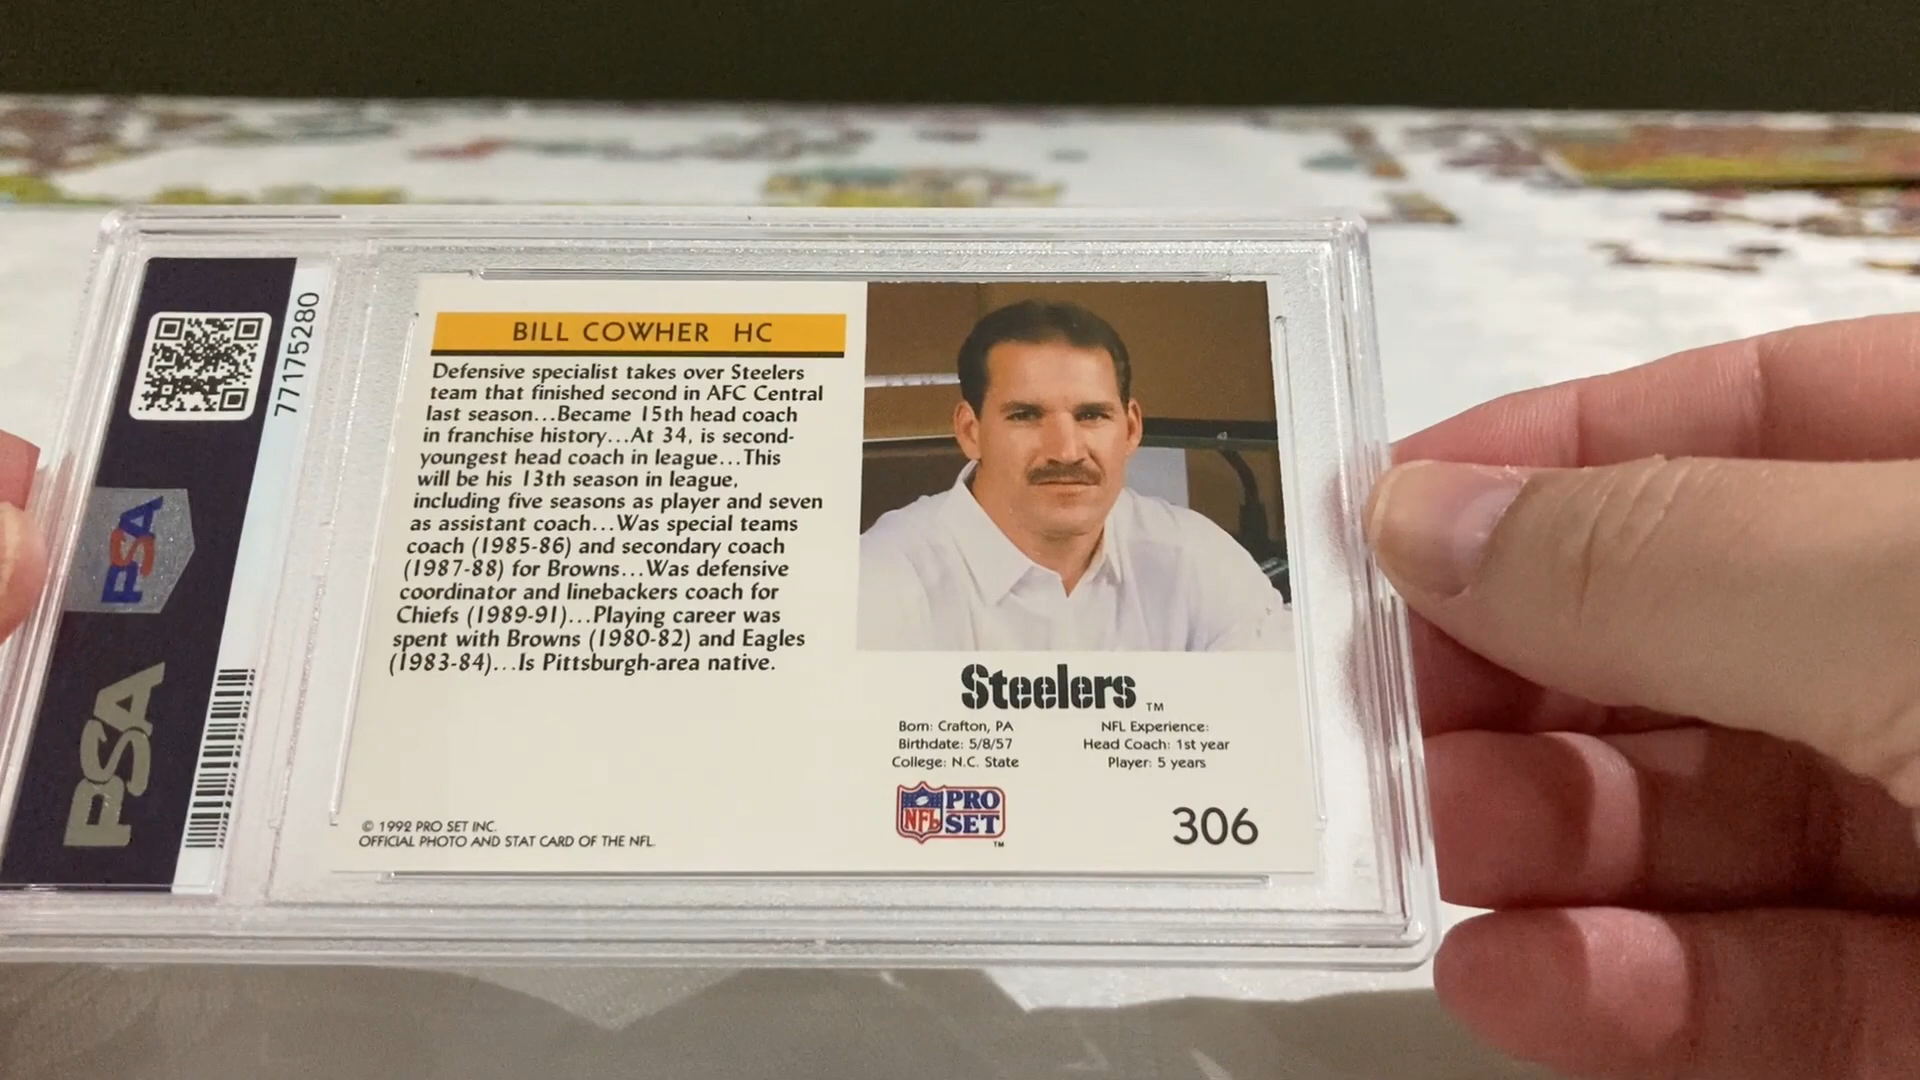 77175280
PSA
PSA
BILL COWHER HC
Defensive specialist takes over Steelers
team that finished second in AFC Central
last season...Became 15th head coach
in franchise history...At 34, is second-
youngest head coach in league...This
will be his 13th season in league,
including five seasons as player and seven
as assistant coach...Was special teams
coach (1985-86) and secondary coach
(1987-88) for Browns...Was defensive
coordinator and linebackers coach for
Chiefs (1989-91)...Playing career was
spent with Browns (1980-82) and Eagles
(1983-84)...Is Pittsburgh-area native.
© 1992 PRO SET INC.
OFFICIAL PHOTO AND STAT CARD OF THE NFL.
Steelers ™
Born: Crafton, PA
Birthdate: 5/8/57
College: N.C. State
NFL Experience:
Head Coach: 1st year
Player: 5 years
NFL PRO SET ™
306